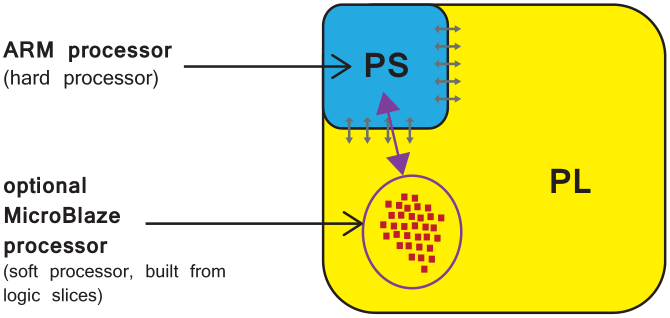 ARM processor
(hard processor)
PS
optional
MicroBlaze
processor
(soft processor, built from
logic slices)
PL